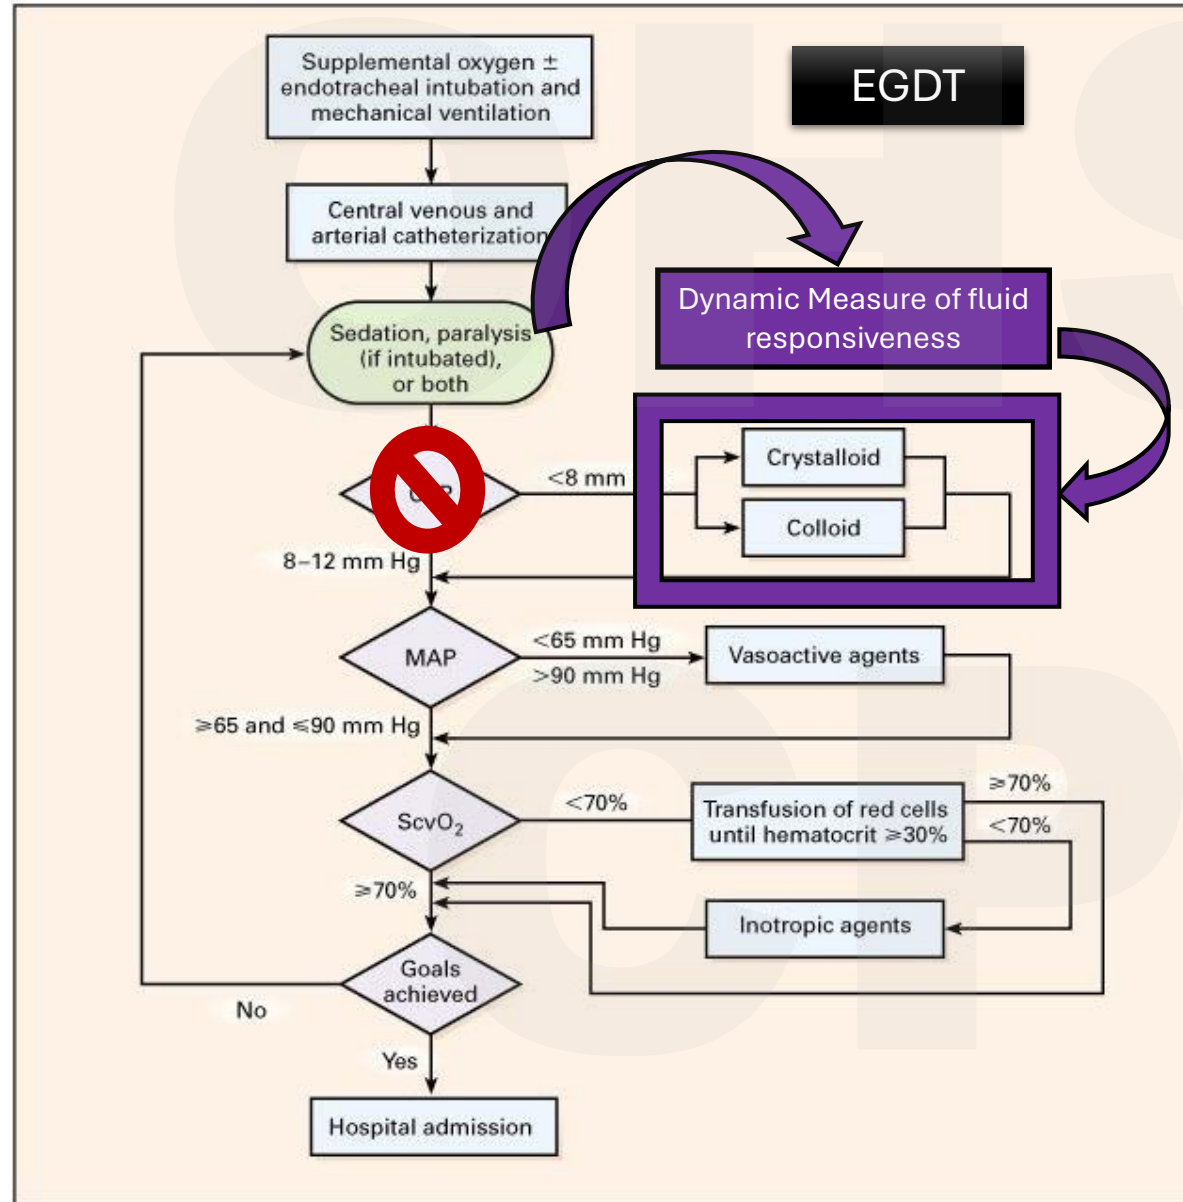 EGDT
Supplemental oxygen ±
endotracheal intubation and
mechanical ventilation
Central venous and
arterial catheterization
Dynamic Measure of fluid
responsiveness
Sedation, paralysis
(if intubated),
or both
<8 mm
Crystalloid
Colloid
8–12 mm Hg
MAP
<65 mm Hg
>90 mm Hg
Vasoactive agents
≥65 and ≤90 mm Hg
ScvO₂
<70%
Transfusion of red cells
until hematocrit ≥30%
≥70%
<70%
≥70%
Inotropic agents
Goals
achieved
No
Yes
Hospital admission